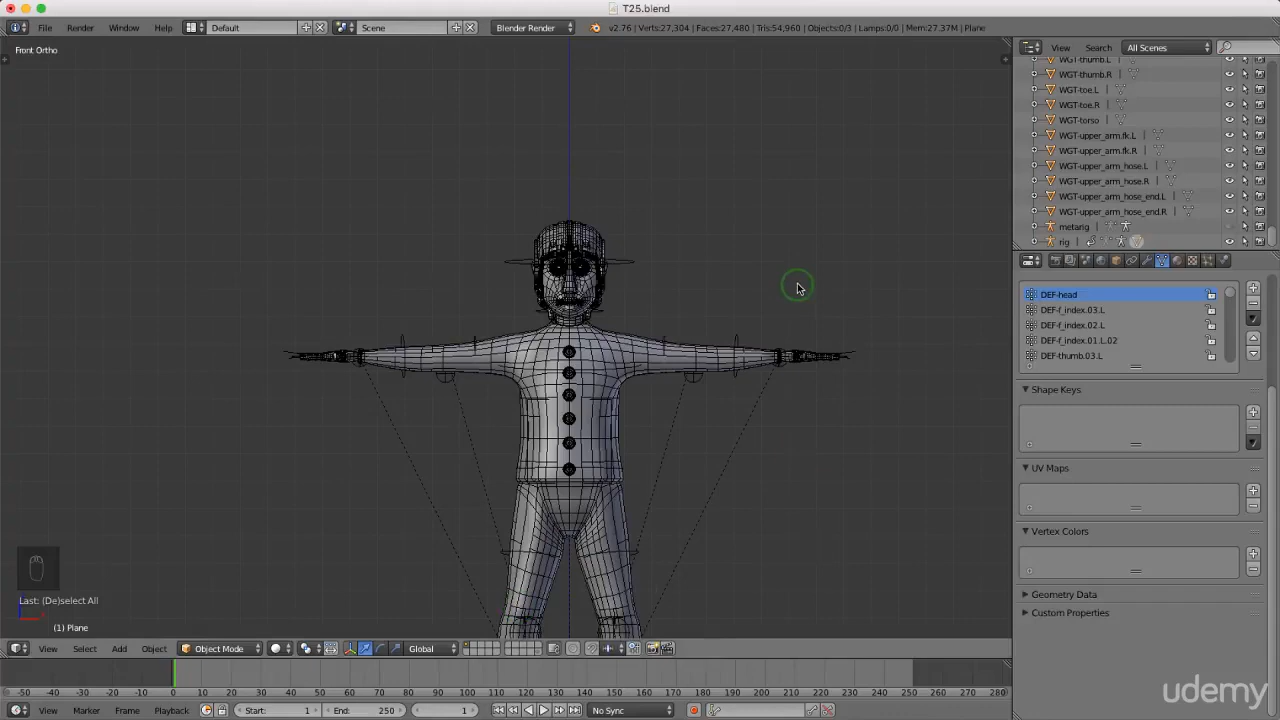 T25.blend
File Render Window Help Default Scene Blender Render v2.76 | Verts:27,304 | Faces:27,480 | Tris:54,960 | Objects:0/3 | Lamps:0/0 | Mem:27.37M | Plane
Front Ortho
View Search All Scenes
WGT-thumb.L
WGT-thumb.R
WGT-toe.L
WGT-toe.R
WGT-torso
WGT-upper_arm.fk.L
WGT-upper_arm.fk.R
WGT-upper_arm_hose.L
WGT-upper_arm_hose.R
WGT-upper_arm_hose_end.L
WGT-upper_arm_hose_end.R
metarig
rig
DEF-head
DEF-f_index.03.L
DEF-f_index.02.L
DEF-f_index.01.L.02
DEF-thumb.03.L
Shape Keys
UV Maps
Vertex Colors
Geometry Data
Custom Properties
Last: (De)select All
(1) Plane
View Select Add Object Object Mode Global
-50 -40 -30 -20 -10 0 10 20 30 40 50 60 70 80 90 100 110 120 130 140 150 160 170 180 190 200 210 220 230 240 250 260 270 280
View Marker Frame Playback Start: 1 End: 250 1 No Sync
udemy